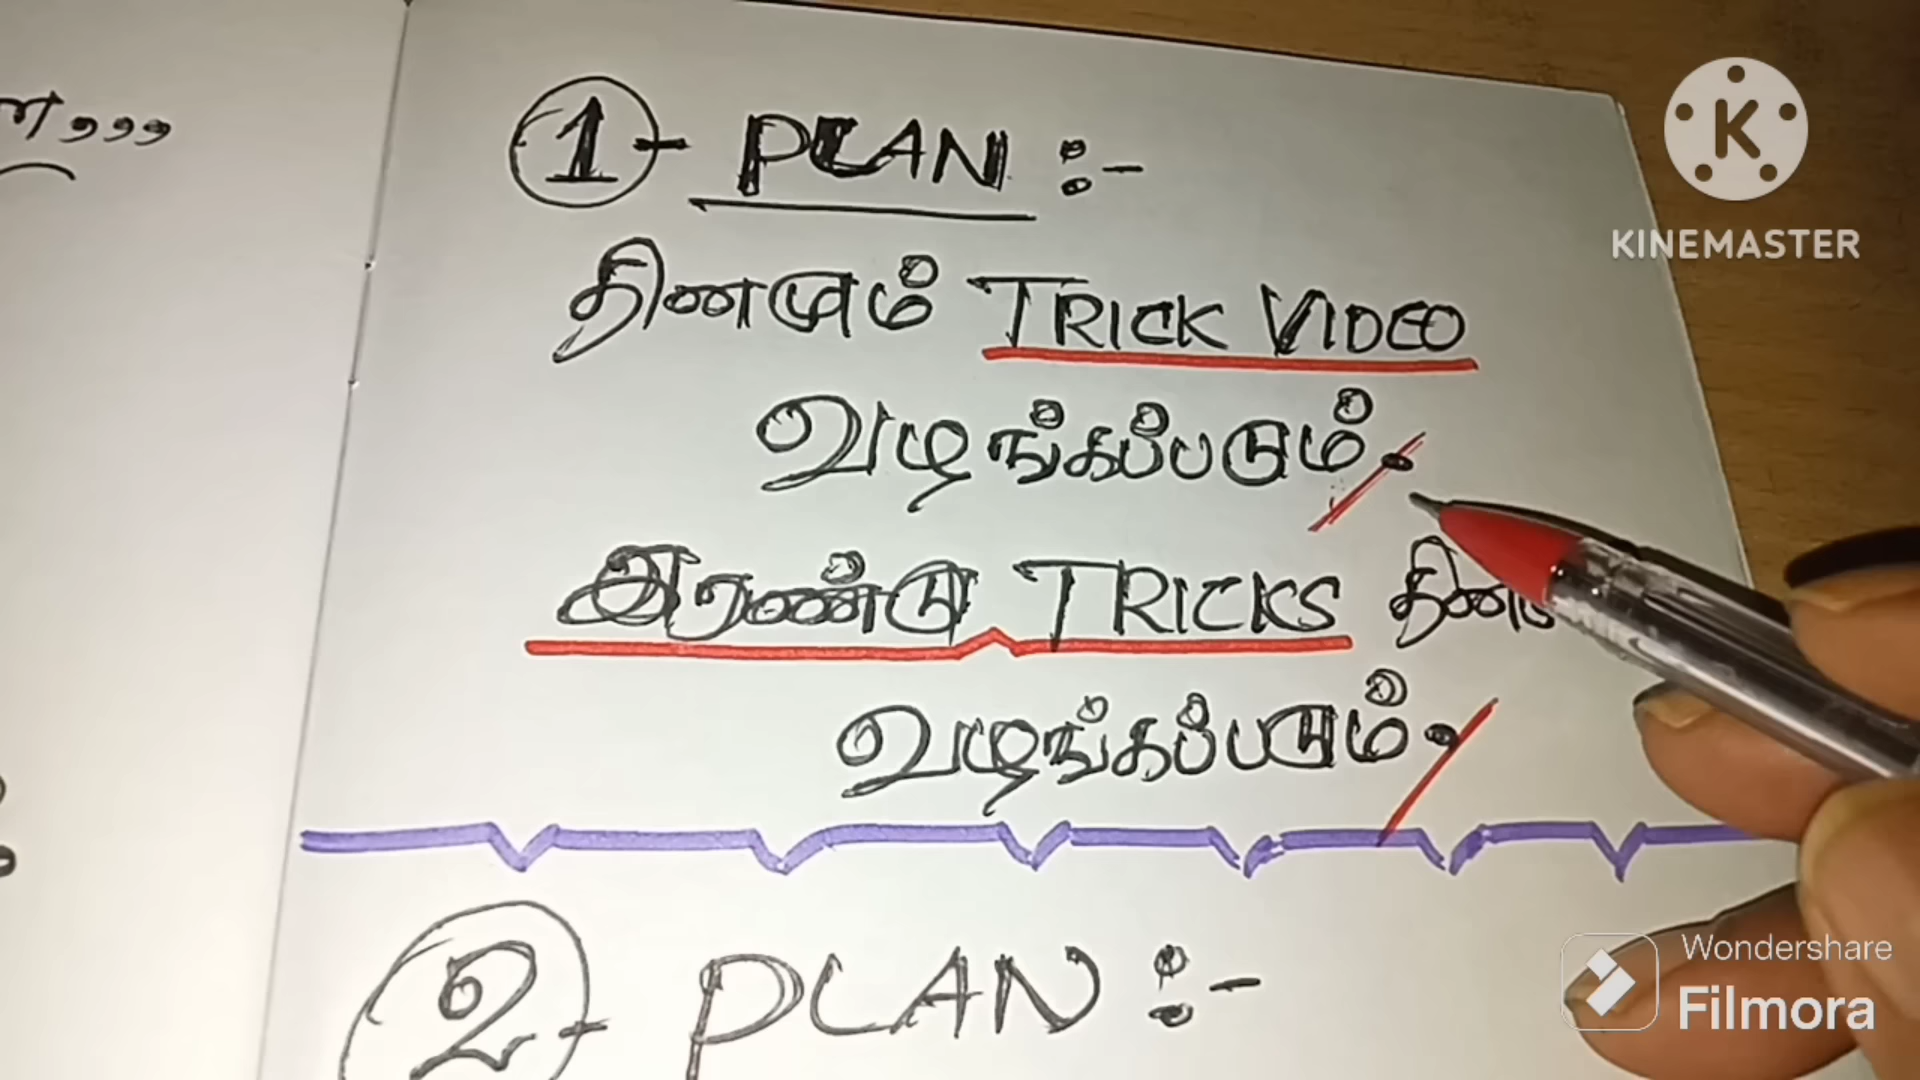 1 - PLAN :-
தினமும் TRICK VIDEO
வழங்கப்படும்.
இரண்டு TRICKS
வழங்கப்படும்.
2 - PLAN :-
KINEMASTER
Wondershare
Filmora